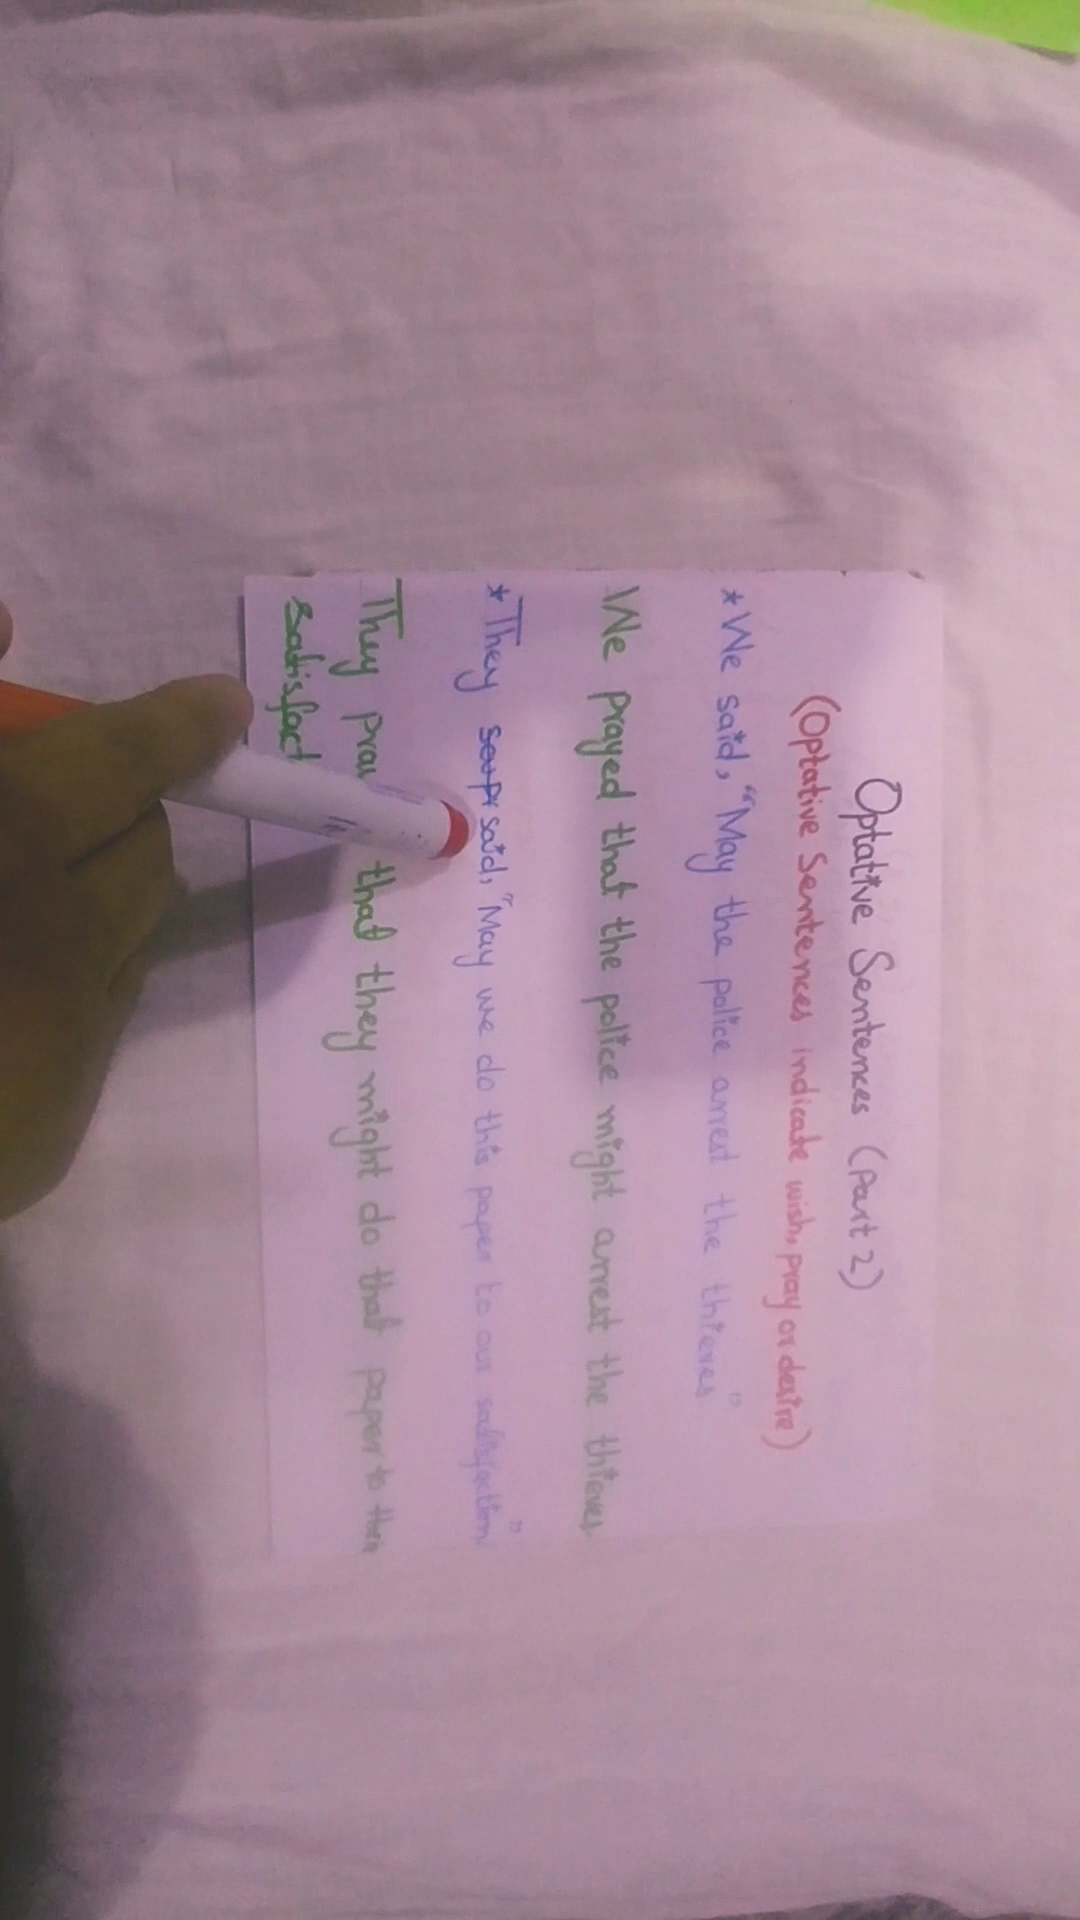 Optative Sentences (Part 2)
(Optative Sentences indicate wish, pray or desire)
* We said, "May the police arrest the thieves"
We prayed that the police might arrest the thieves.
* They said, "May we do this paper to our satisfaction."
They that they might do that paper to their
satisfact